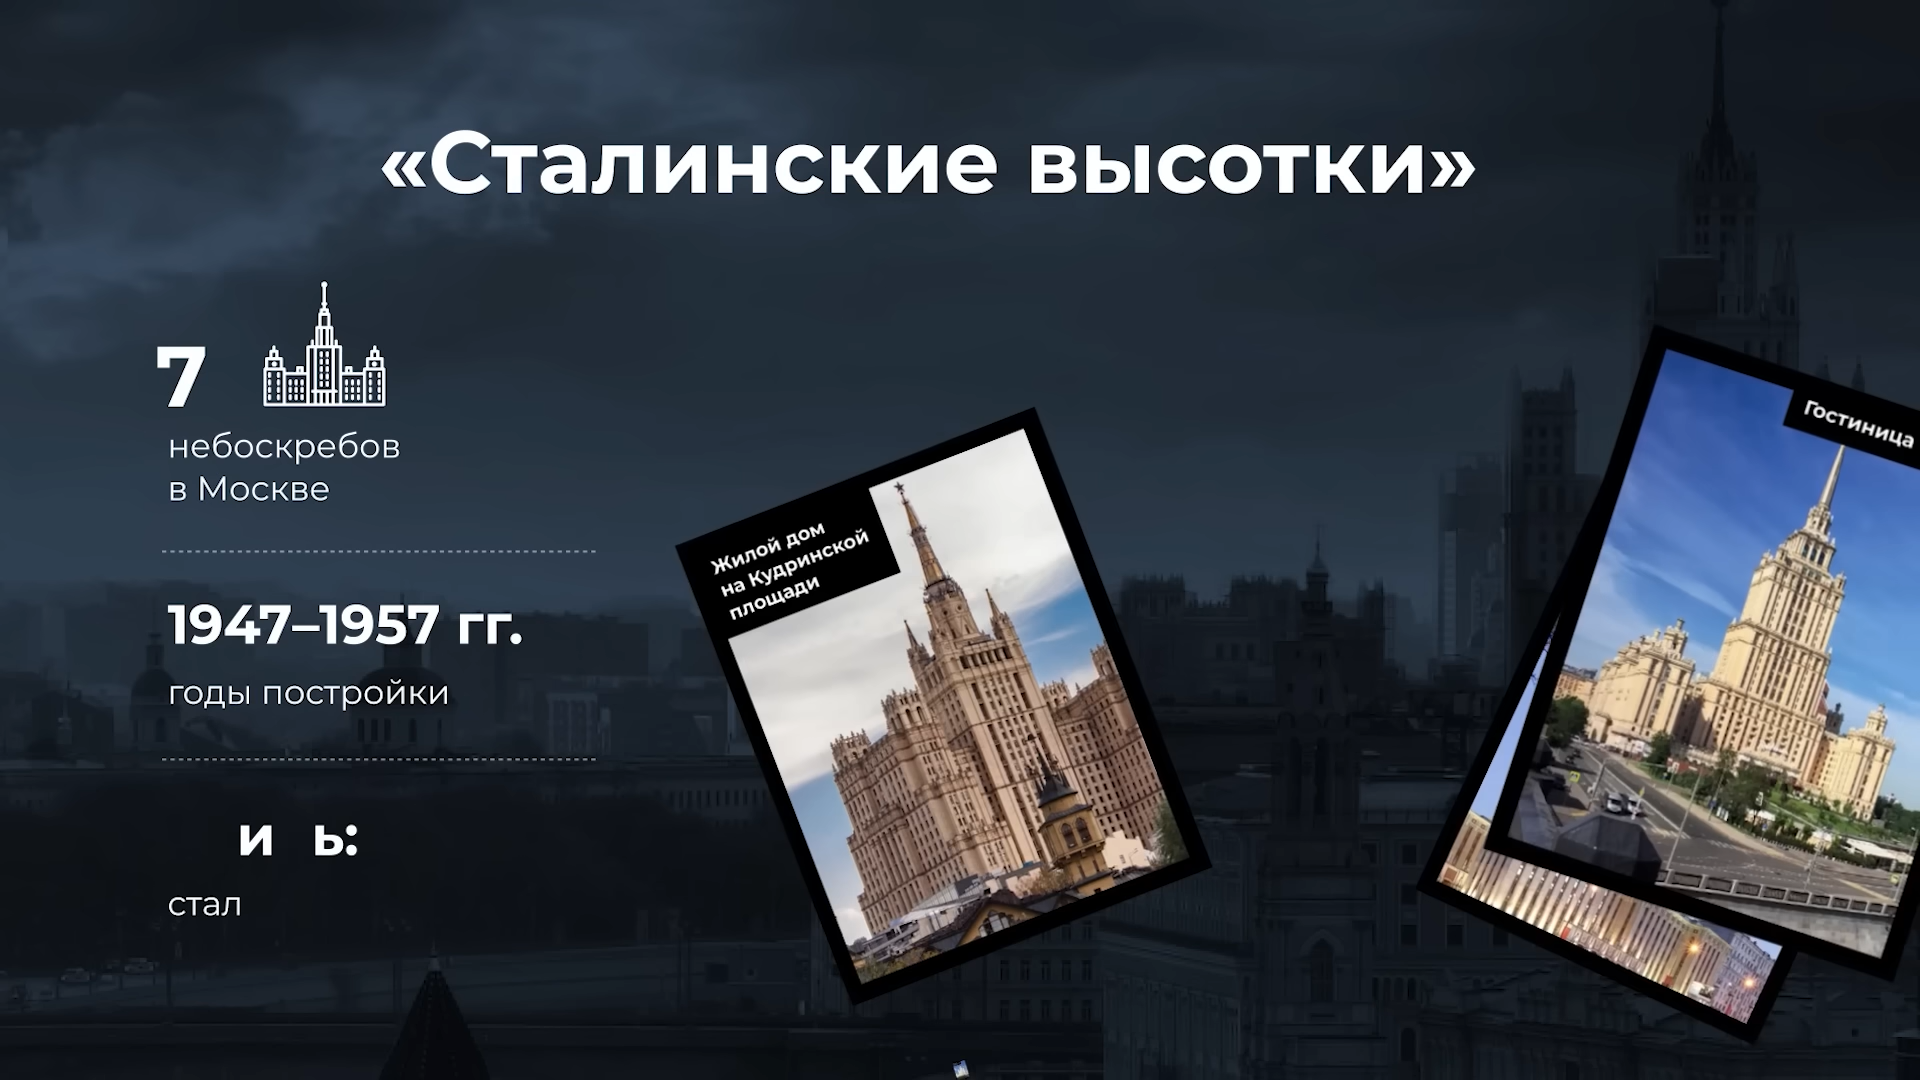 «Сталинские высотки»
7
небоскребов
в Москве
1947–1957 гг.
годы постройки
и ь:
стал
Жилой дом
на Кудринской
площади
Гостиница